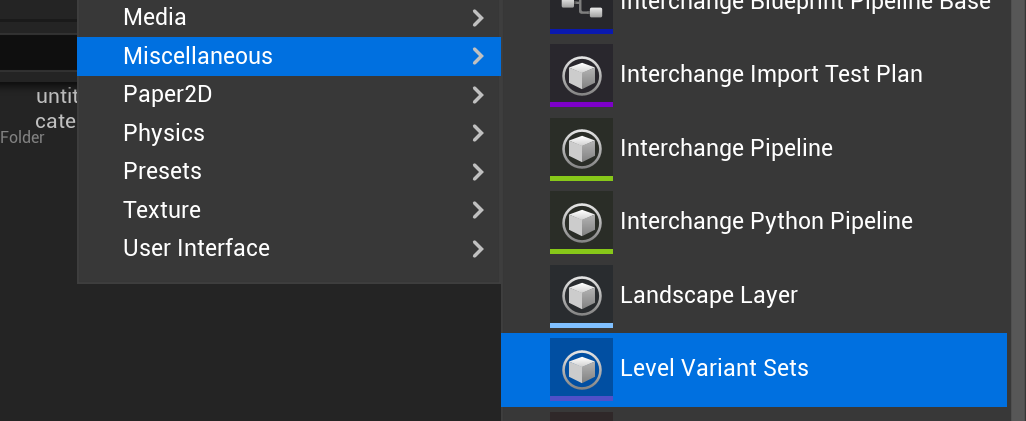 Media
Miscellaneous
Paper2D
Physics
Presets
Texture
User Interface
untit
cate
Folder
Interchange Blueprint Pipeline Base
Interchange Import Test Plan
Interchange Pipeline
Interchange Python Pipeline
Landscape Layer
Level Variant Sets